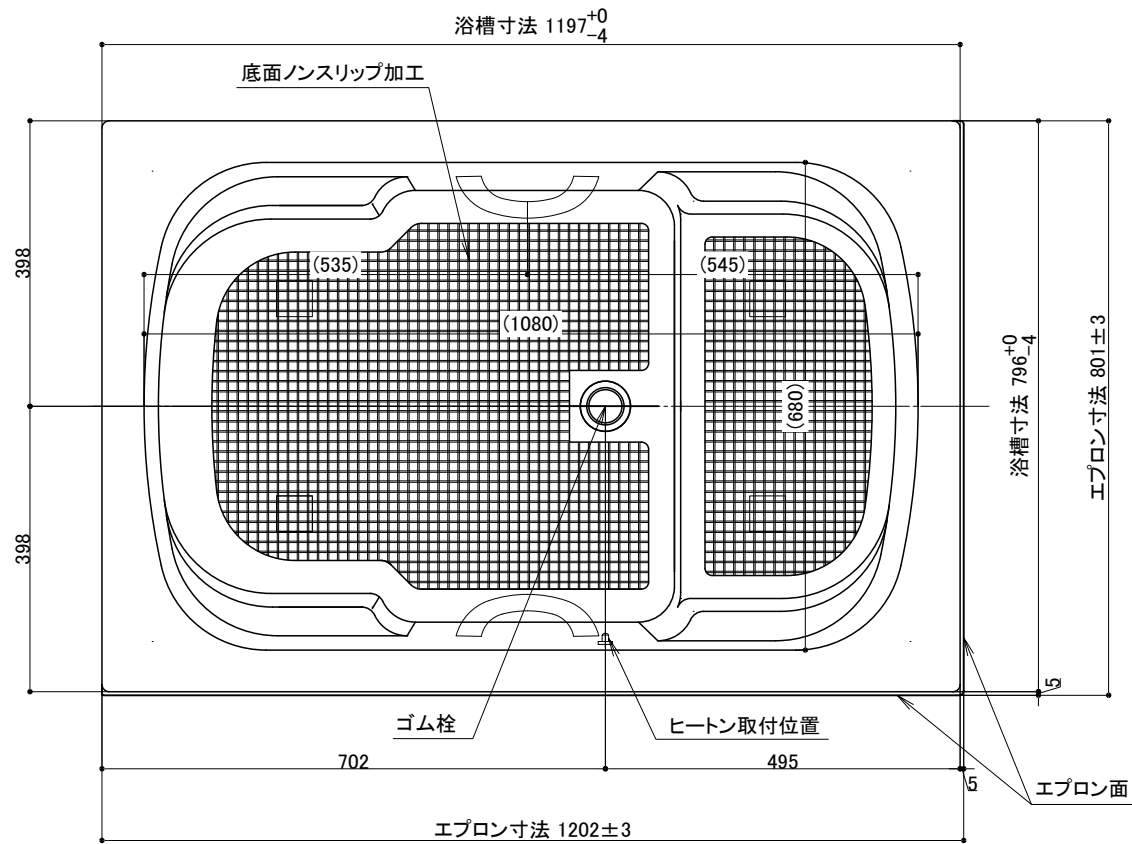 浴槽寸法 1197+0-4
底面ノンスリップ加工
398
(535)
(545)
(1080)
(680)
浴槽寸法 796+0-4
エプロン寸法 801±3
398
5
ゴム栓
ヒートン取付位置
702
495
5
エプロン面
エプロン寸法 1202±3